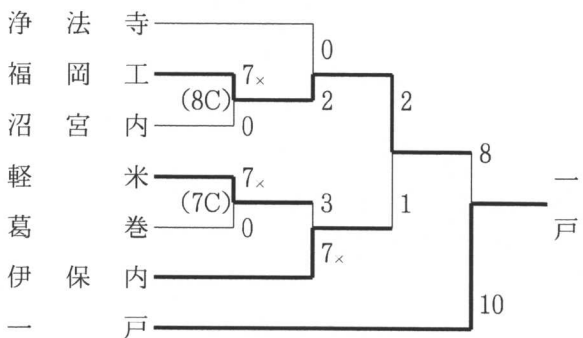 浄法寺
0
福岡工 7×
(8C) 2 2
沼宮内 0
8
軽米 7×
(7C) 3 1
葛巻 0
7×
伊保内
10
一戸
一戸